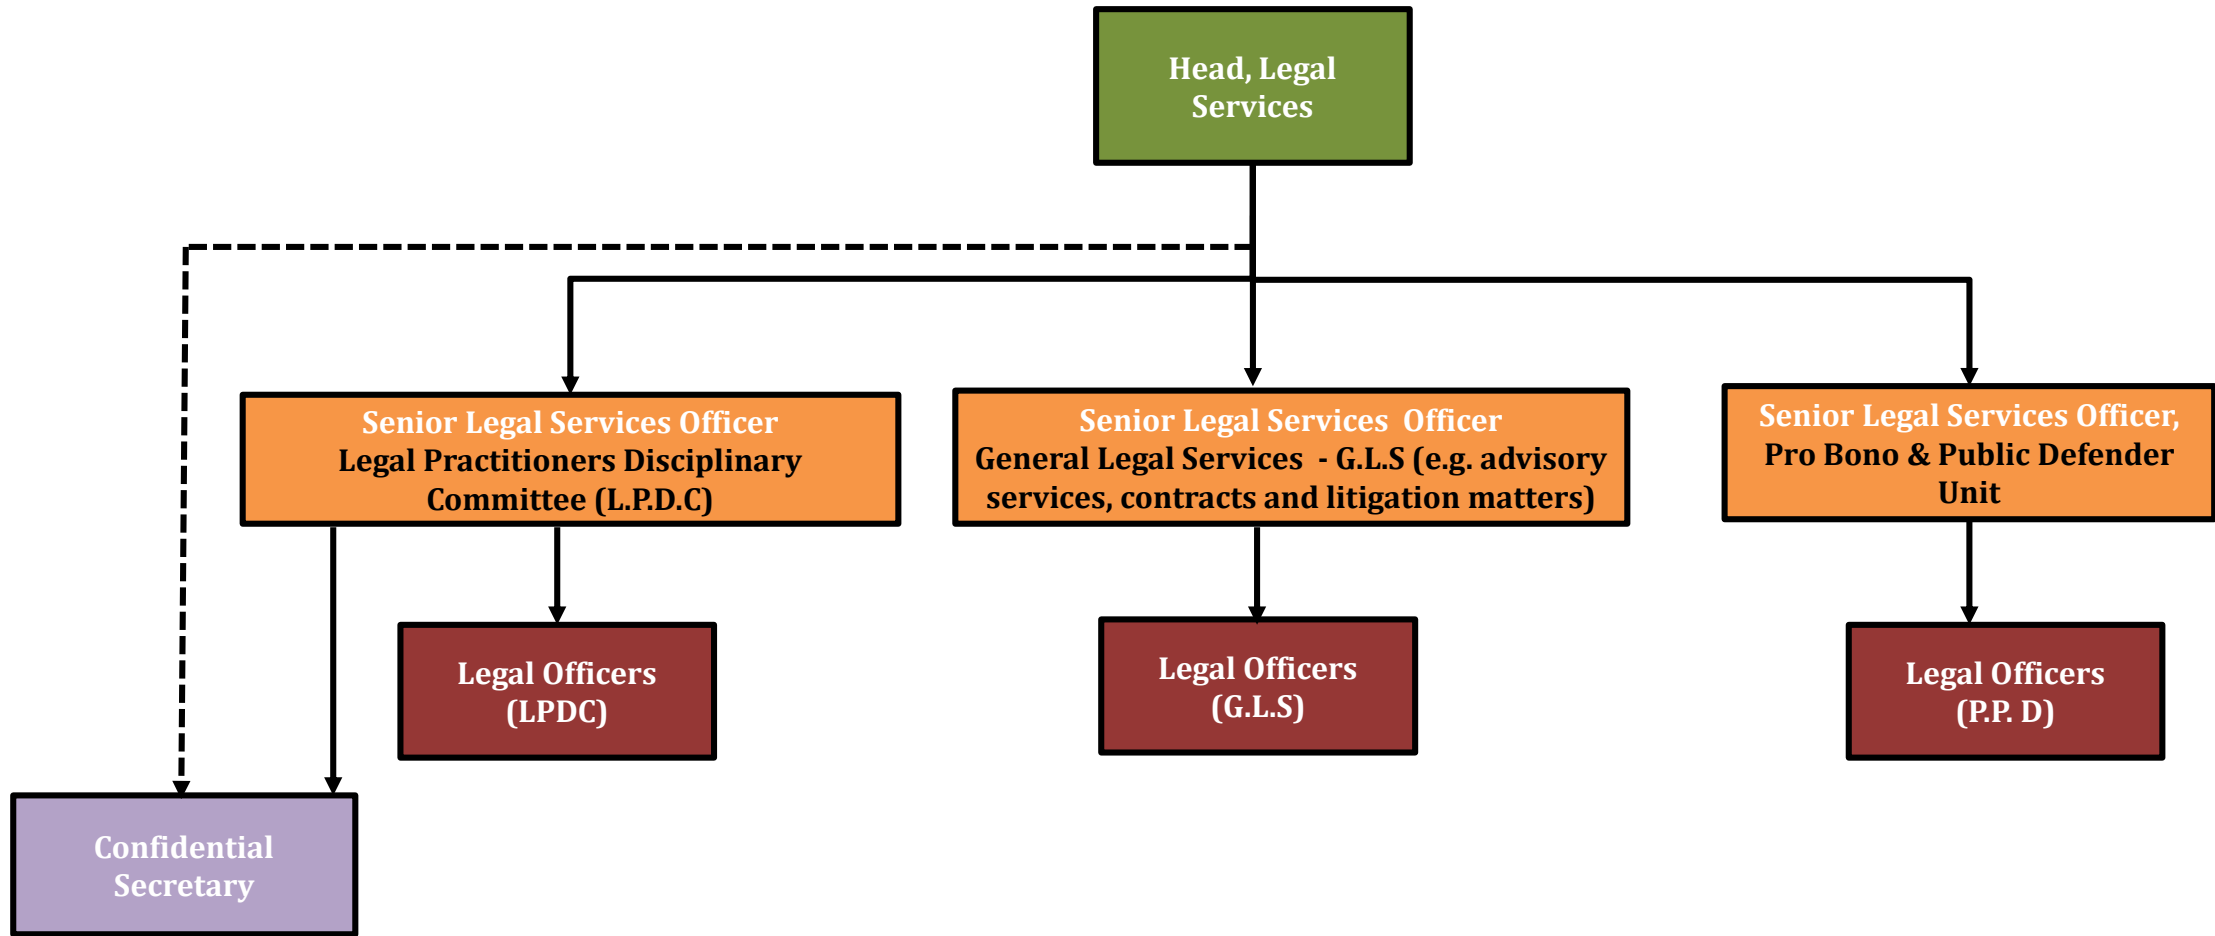 Head, Legal
Services
Senior Legal Services Officer
Legal Practitioners Disciplinary
Committee (L.P.D.C)
Senior Legal Services  Officer
General Legal Services  - G.L.S (e.g. advisory
services, contracts and litigation matters)
Senior Legal Services Officer,
Pro Bono & Public Defender
Unit
Legal Officers
(LPDC)
Legal Officers
(G.L.S)
Legal Officers
(P.P. D)
Confidential
Secretary